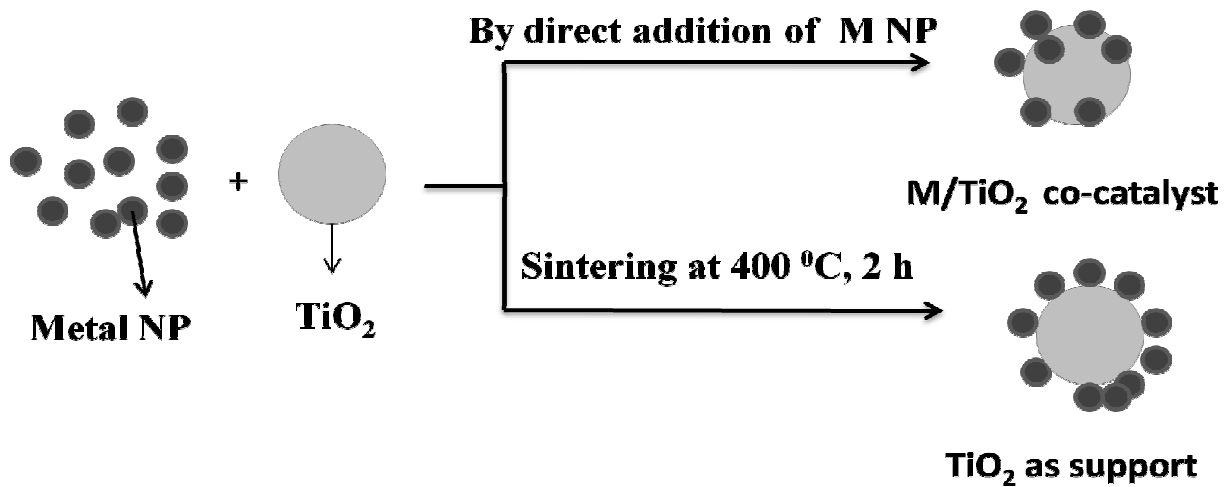 By direct addition of M NP
M/TiO₂ co-catalyst
+
Metal NP
TiO₂
Sintering at 400 ⁰C, 2 h
TiO₂ as support